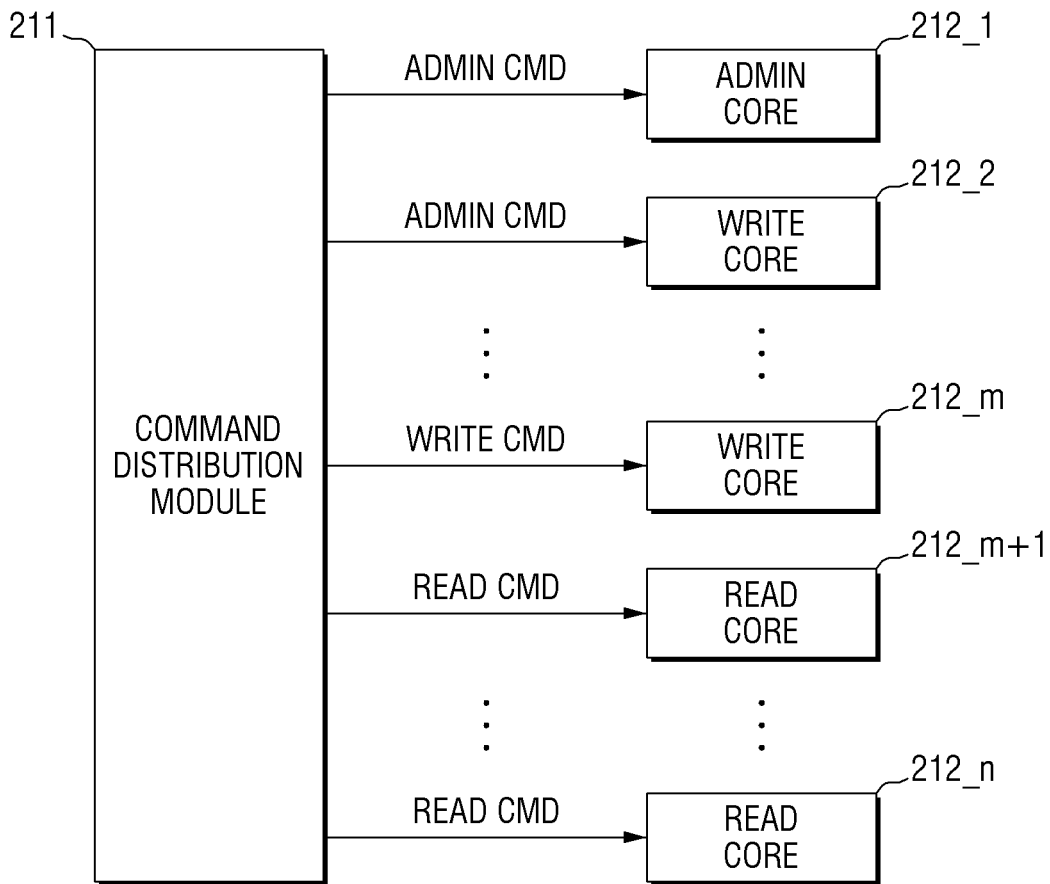 211
212_1
ADMIN CMD
ADMIN
CORE
212_2
ADMIN CMD
WRITE
CORE
212_m
COMMAND
DISTRIBUTION
MODULE
WRITE CMD
WRITE
CORE
212_m+1
READ CMD
READ
CORE
212_n
READ CMD
READ
CORE